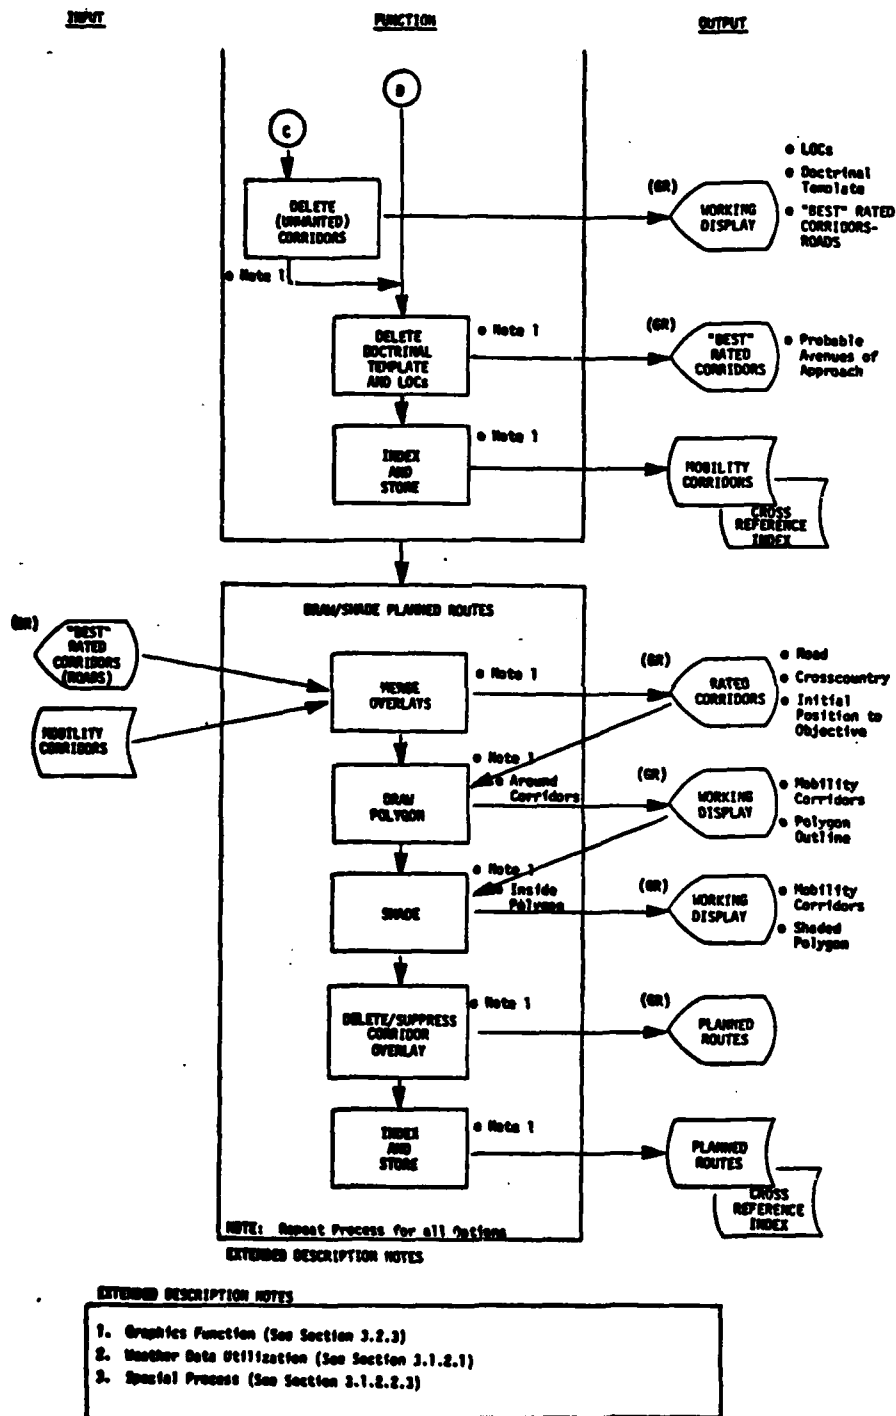 INPUT
FUNCTION
OUTPUT
D
C
DELETE
(UNWANTED)
CORRIDORS
(GR)
WORKING
DISPLAY
• LOCs
• Doctrinal
Template
• "BEST" RATED
CORRIDORS-
ROADS
• Note 1
DELETE
DOCTRINAL
TEMPLATE
AND LOCs
• Note 1
(GR)
"BEST"
RATED
CORRIDORS
• Probable
Avenues of
Approach
INDEX
AND
STORE
• Note 1
MOBILITY
CORRIDORS
CROSS
REFERENCE
INDEX
DRAW/SHADE PLANNED ROUTES
(GR)
"BEST"
RATED
CORRIDORS
(ROADS)
MOBILITY
CORRIDORS
MERGE
OVERLAYS
• Note 1
(GR)
RATED
CORRIDORS
• Road
• Crosscountry
• Initial
Position to
Objective
DRAW
POLYGON
• Note 1
• Around
Corridors
(GR)
WORKING
DISPLAY
• Mobility
Corridors
• Polygon
Outline
SHADE
• Note 1
• Inside
Polygon
(GR)
WORKING
DISPLAY
• Mobility
Corridors
• Shaded
Polygon
DELETE/SUPPRESS
CORRIDOR
OVERLAY
• Note 1
(GR)
PLANNED
ROUTES
INDEX
AND
STORE
• Note 1
PLANNED
ROUTES
CROSS
REFERENCE
INDEX
NOTE: Repeat Process for all Options
EXTENDED DESCRIPTION NOTES
EXTENDED DESCRIPTION NOTES
1. Graphics Function (See Section 3.2.3)
2. Weather Data Utilization (See Section 3.1.2.1)
3. Special Process (See Section 3.1.2.2.3)